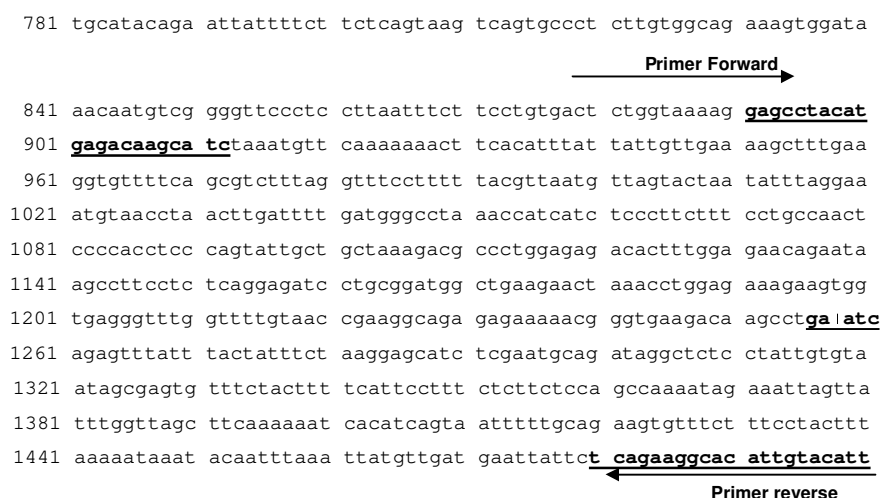 781 tgcatacaga attattttct tctcagtaag tcagtgccct cttgtggcag aaagtggata
Primer Forward
841 aacaatgtcg gggttccctc cttaatttct tcctgtgact ctggtaaaag gagcctacat
901 gagacaagca tctaaatgtt caaaaaaact tcacatttat tattgttgaa aagctttgaa
961 ggtgttttca gcgtctttag gtttcctttt tacgttaatg ttagtactaa tatttaggaa
1021 atgtaaccta acttgatttt gatgggccta aaccatcatc tcccttcttt cctgccaact
1081 ccccacctcc cagtattgct gctaaagacg ccctggagag acactttgga gaacagaata
1141 agccttcctc tcaggagatc ctgcggatgg ctgaagaact aaacctggag aaagaagtgg
1201 tgagggtttg gttttgtaac cgaaggcaga gagaaaaacg ggtgaagaca agcctga|atc
1261 agagtttatt tactatttct aaggagcatc tcgaatgcag ataggctctc ctattgtgta
1321 atagcgagtg tttctacttt tcattccttt ctcttctcca gccaaaatag aaattagtta
1381 tttggttagc ttcaaaaaat cacatcagta atttttgcag aagtgtttct ttcctacttt
1441 aaaaataaat acaatttaaa ttatgttgat gaattattct cagaaggcac attgtacatt
Primer reverse